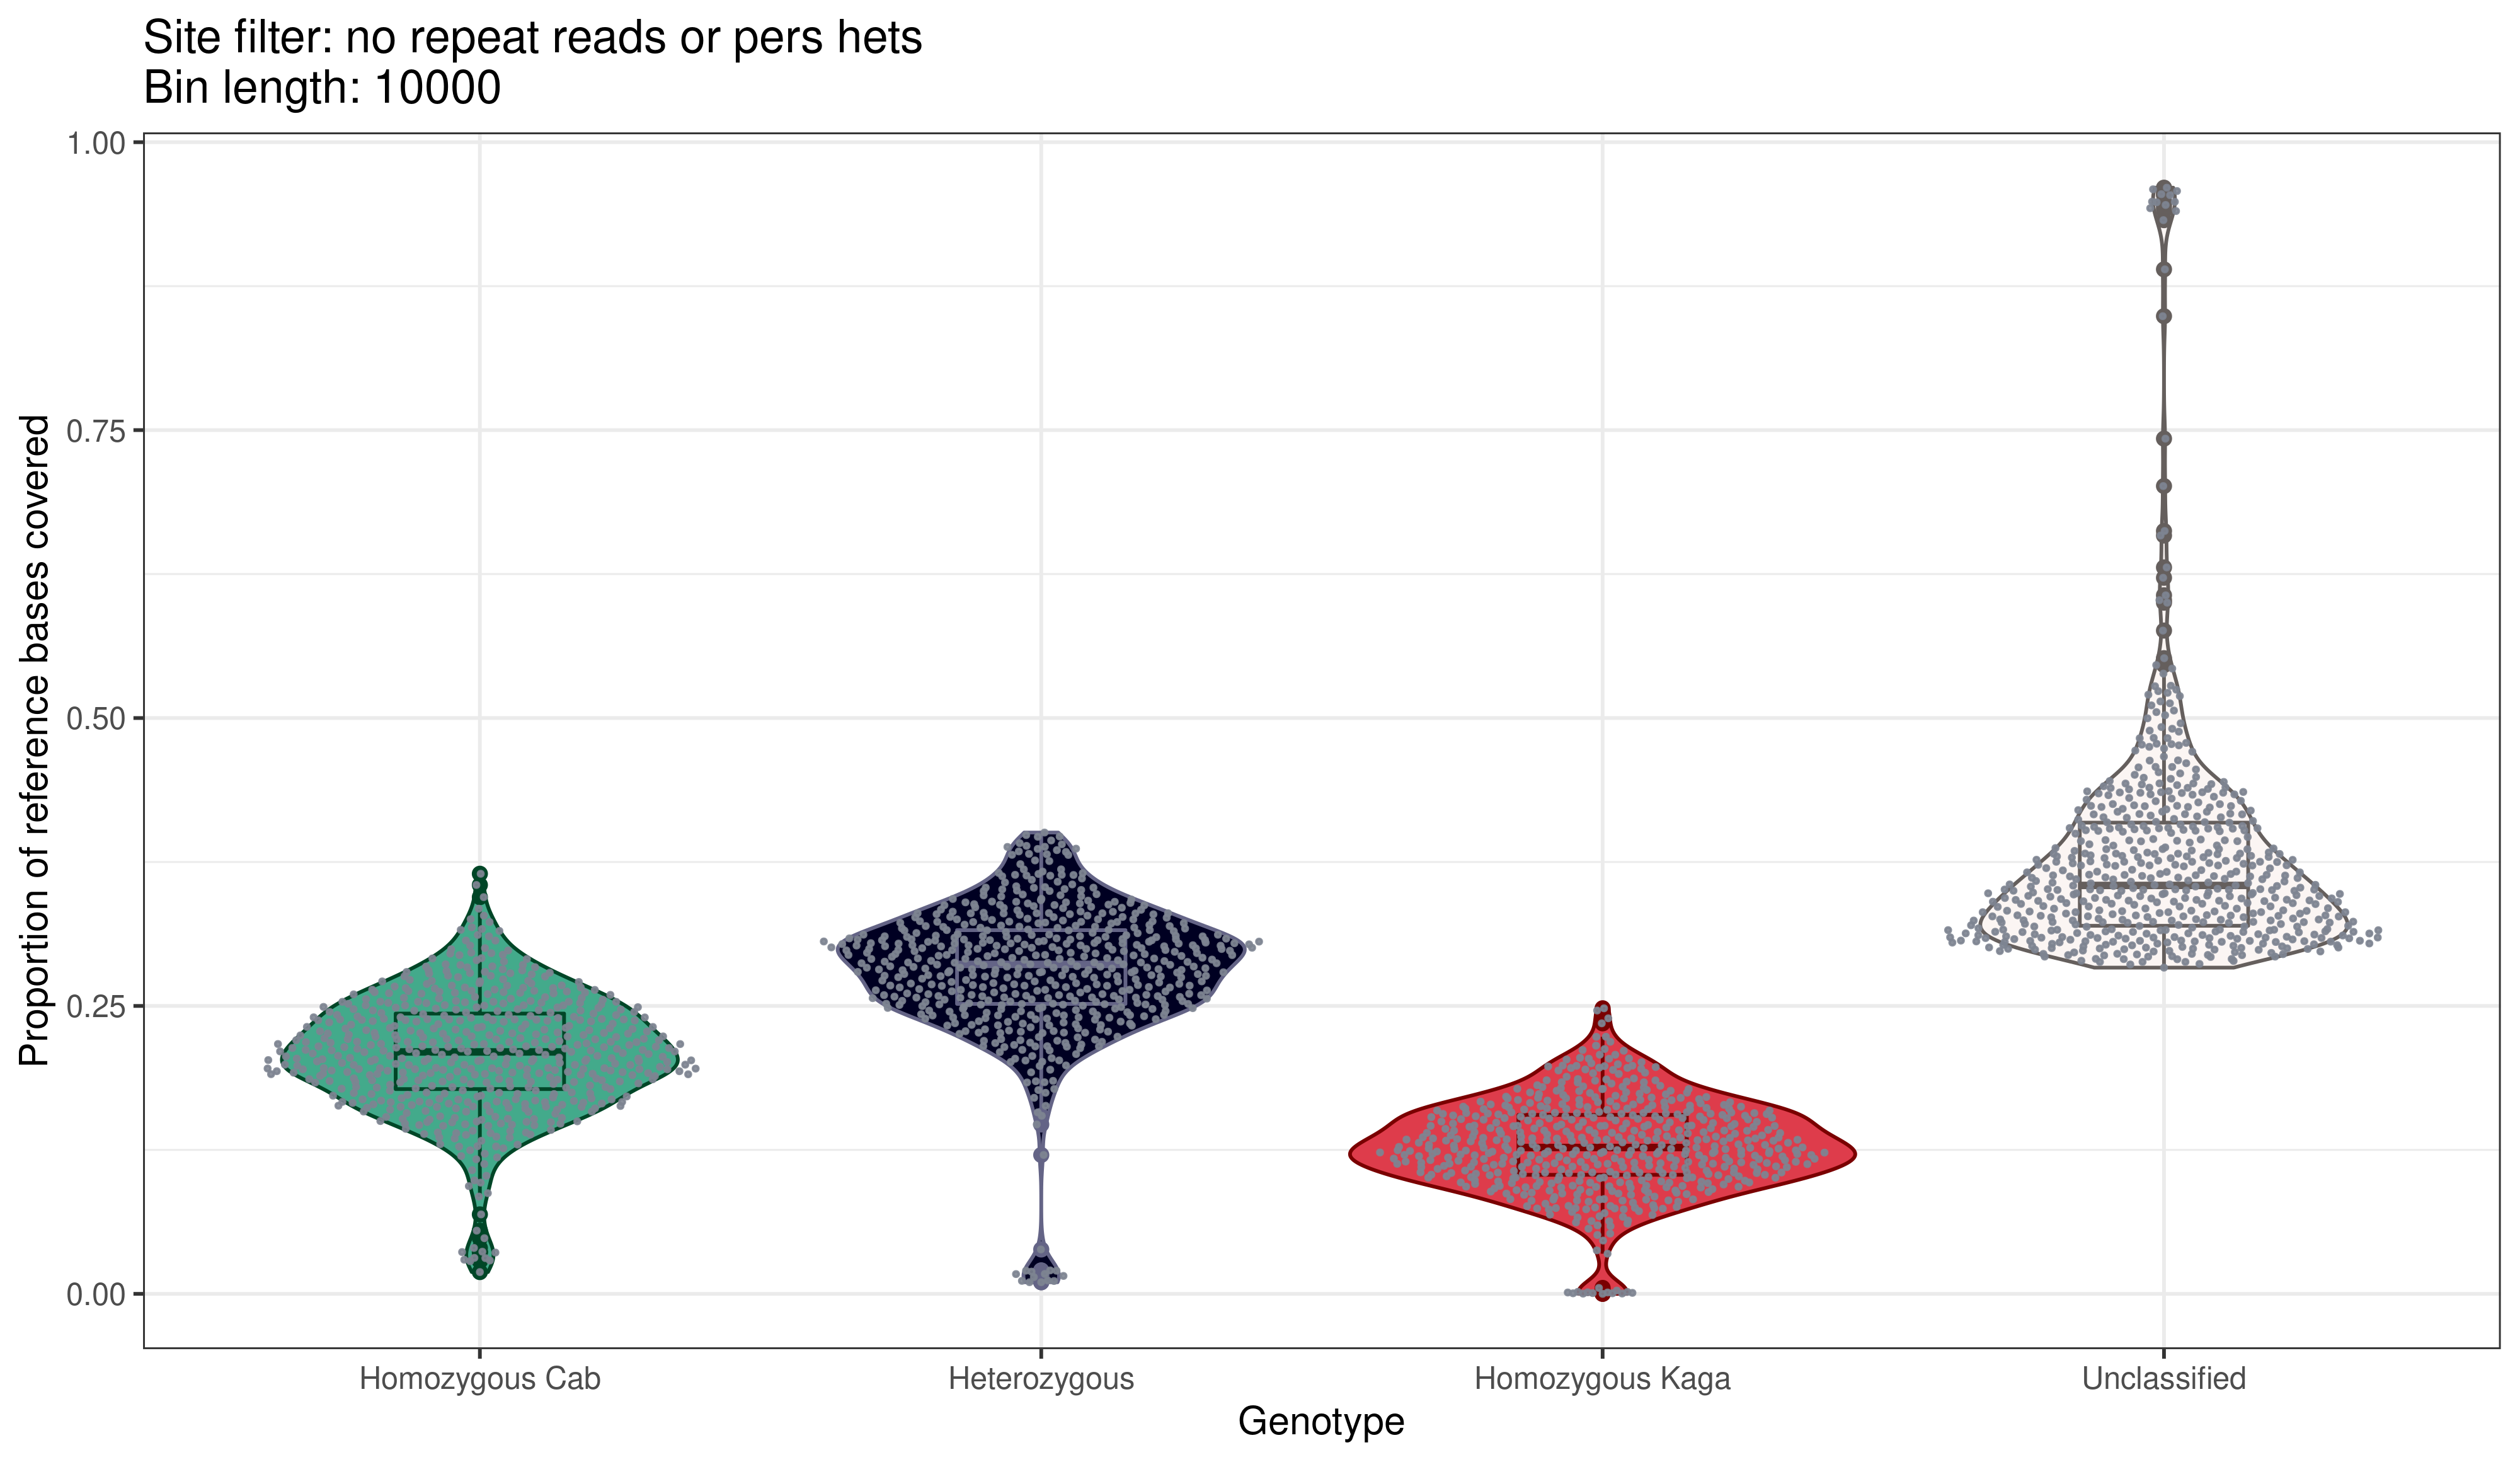 Site filter: no repeat reads or pers hets
Bin length: 10000
Proportion of reference bases covered
1.00
0.75
0.50
0.25
0.00
Homozygous Cab
Heterozygous
Homozygous Kaga
Unclassified
Genotype